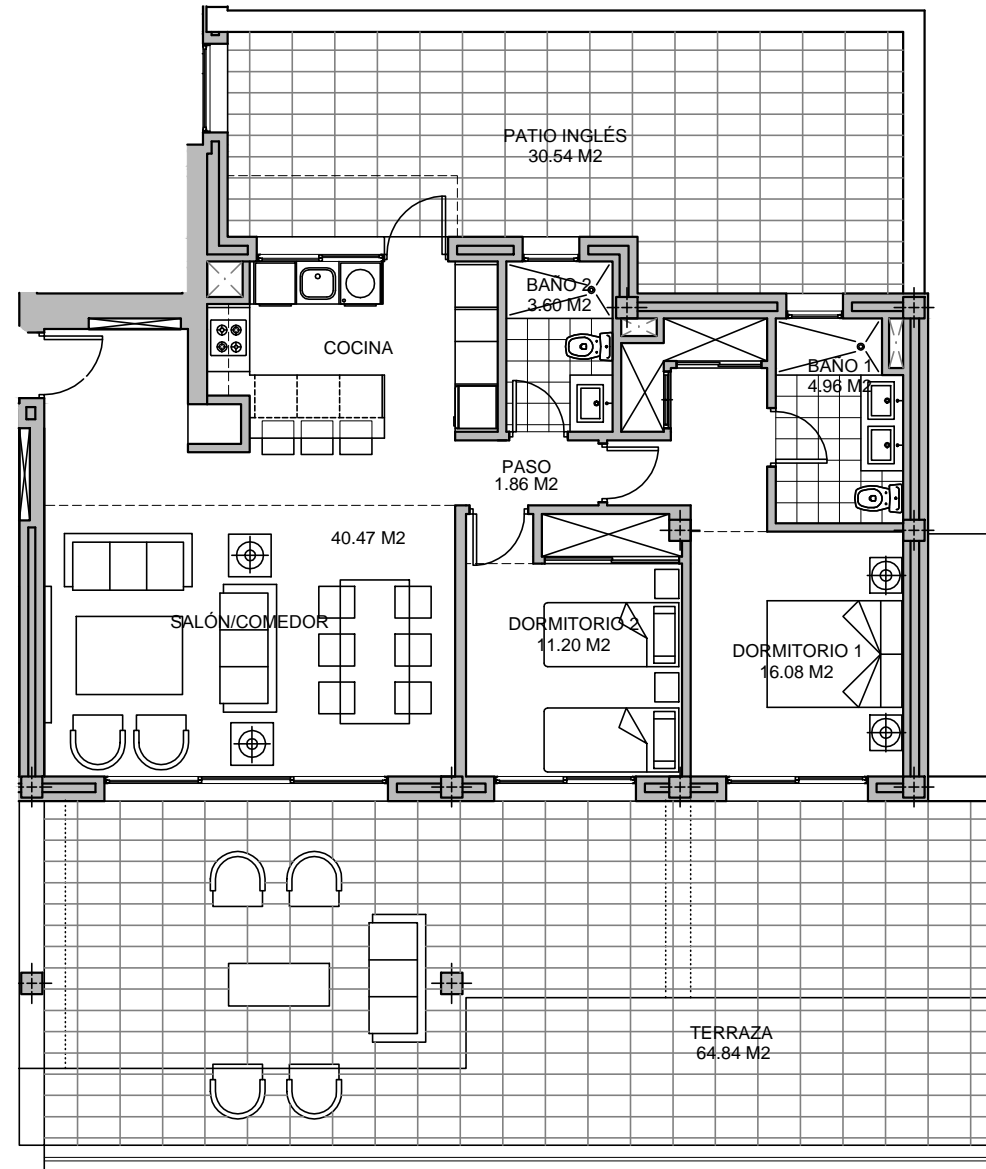 PATIO INGLÉS
30.54 M2
BAÑO 2
3.60 M2
COCINA
BAÑO 1
4.96 M2
PASO
1.86 M2
40.47 M2
SALÓN/COMEDOR
DORMITORIO 2
11.20 M2
DORMITORIO 1
16.08 M2
TERRAZA
64.84 M2